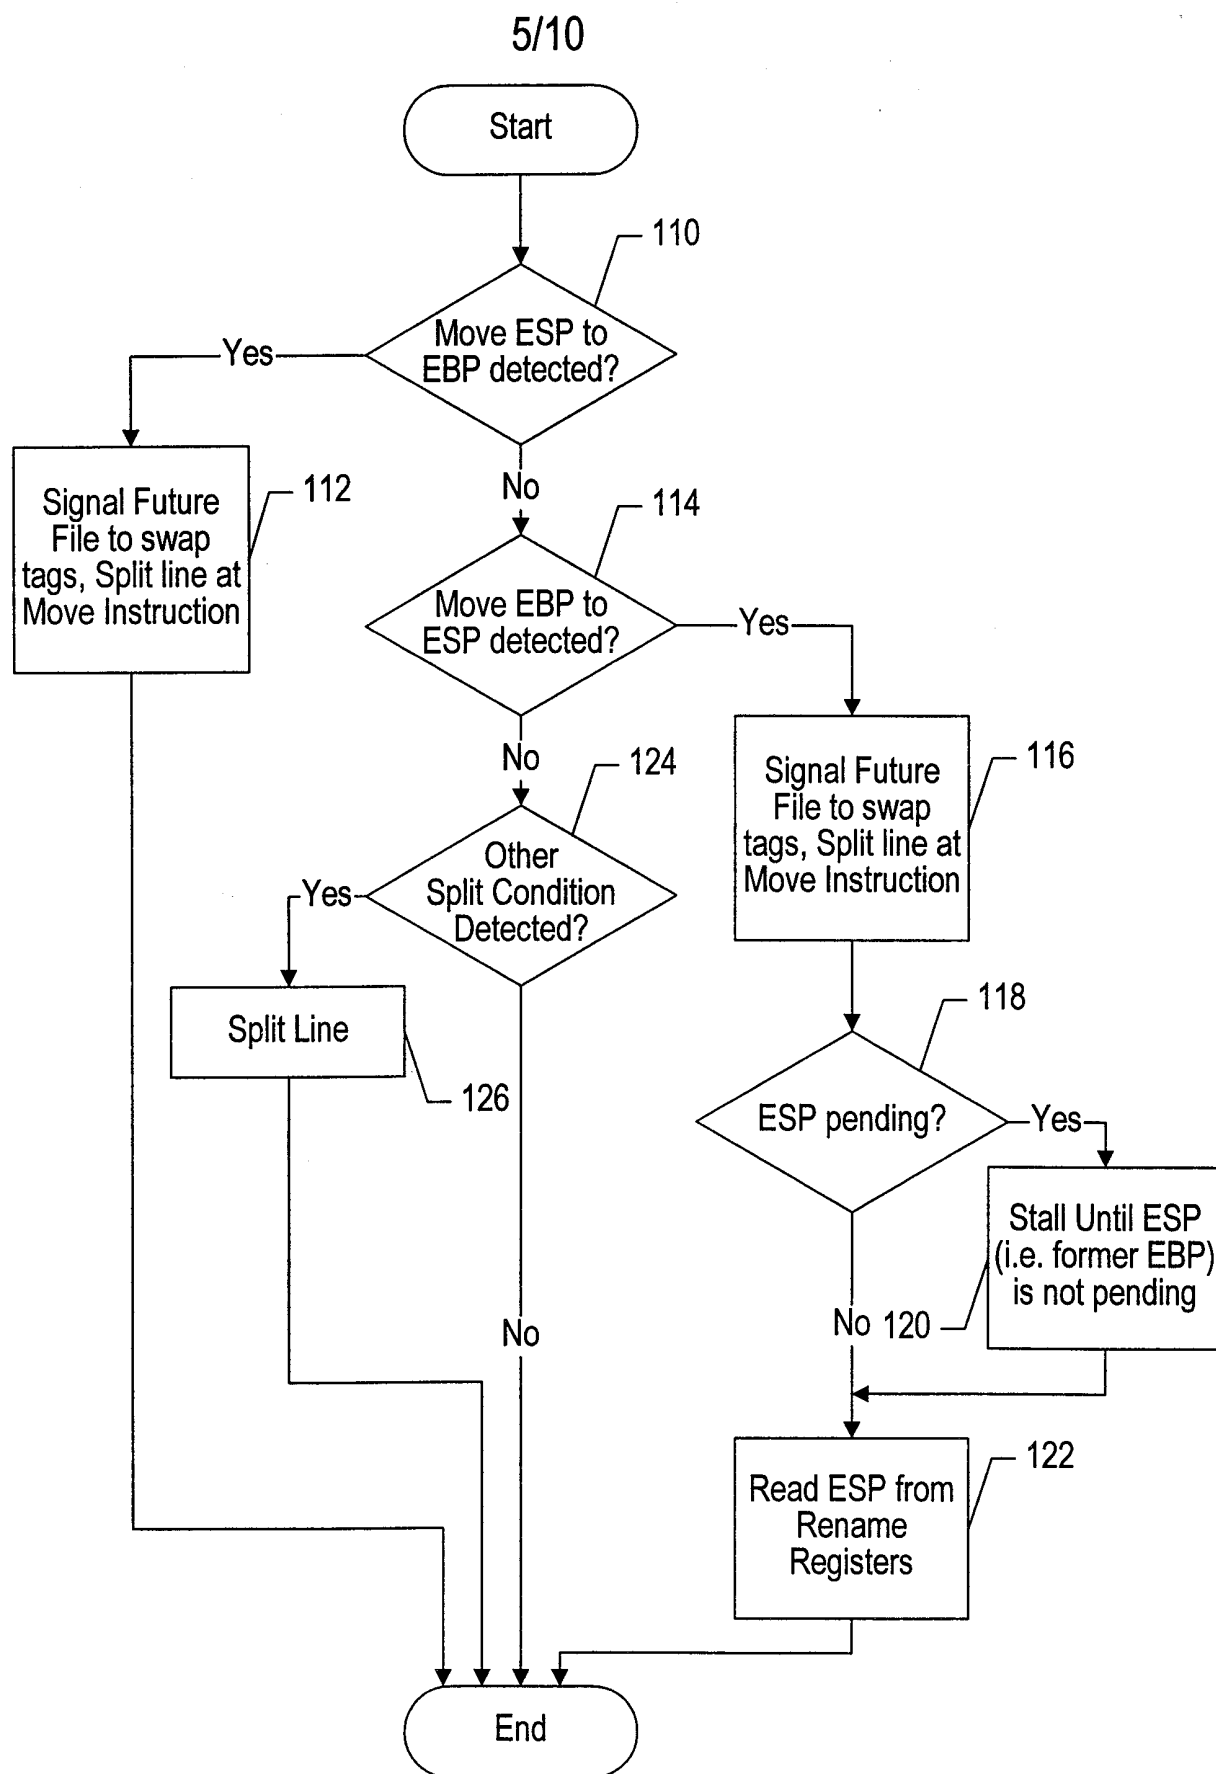 5/10
Start
110
Move ESP to
EBP detected?
Yes
No
112
Signal Future
File to swap
tags, Split line at
Move Instruction
114
Move EBP to
ESP detected?
Yes
No
116
Signal Future
File to swap
tags, Split line at
Move Instruction
124
Other
Split Condition
Detected?
Yes
No
Split Line
126
118
ESP pending?
Yes
No
120
Stall Until ESP
(i.e. former EBP)
is not pending
122
Read ESP from
Rename
Registers
End